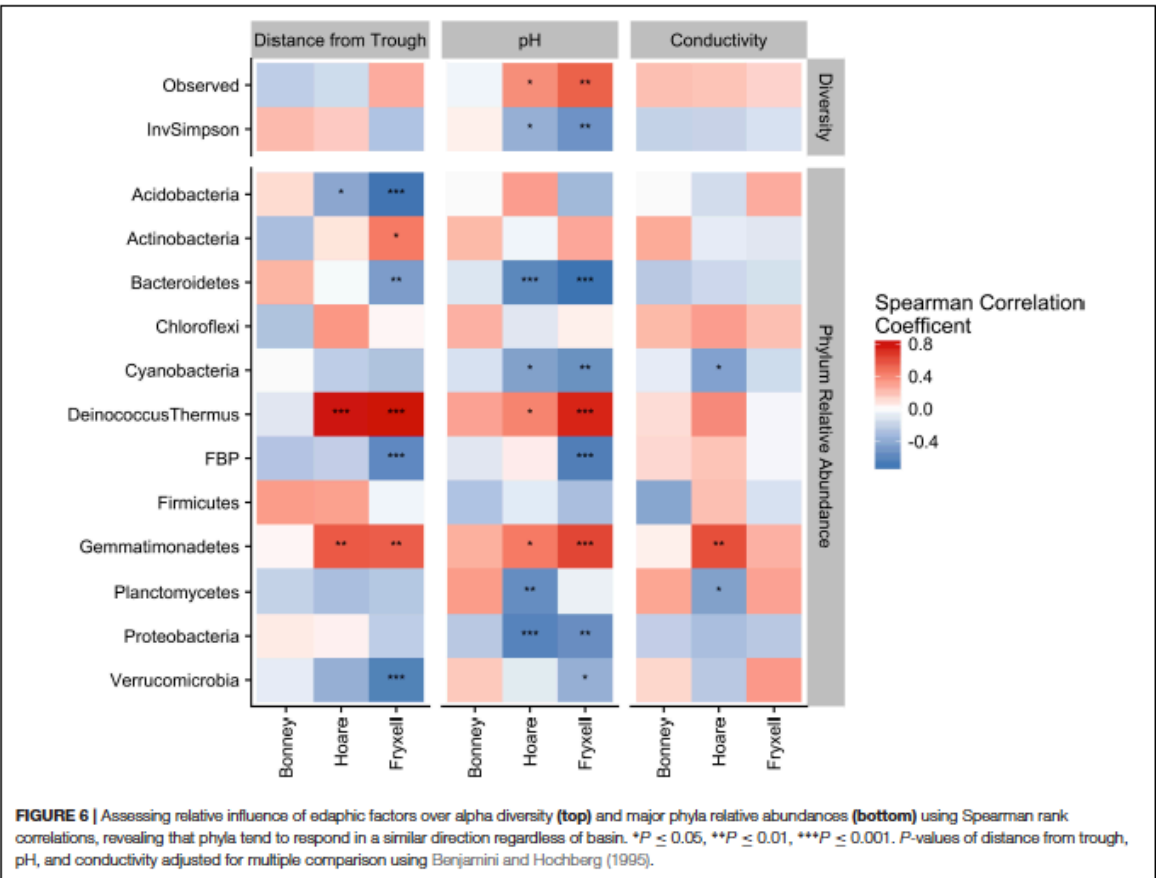 Distance from Trough pH Conductivity
Observed * **
InvSimpson * **
Diversity
Acidobacteria * ***
Actinobacteria *
Bacteroidetes ** *** ***
Chloroflexi
Cyanobacteria * ** *
DeinococcusThermus *** *** * ***
FBP *** ***
Firmicutes
Gemmatimonadetes ** ** * *** **
Planctomycetes ** *
Proteobacteria *** **
Verrucomicrobia *** *
Phylum Relative Abundance
Bonney Hoare Fryxell Bonney Hoare Fryxell Bonney Hoare Fryxell
Spearman Correlation
Coefficent
0.8
0.4
0.0
-0.4
FIGURE 6 | Assessing relative influence of edaphic factors over alpha diversity (top) and major phyla relative abundances (bottom) using Spearman rank
correlations, revealing that phyla tend to respond in a similar direction regardless of basin. *P ≤ 0.05, **P ≤ 0.01, ***P ≤ 0.001. P-values of distance from trough,
pH, and conductivity adjusted for multiple comparison using Benjamini and Hochberg (1995).